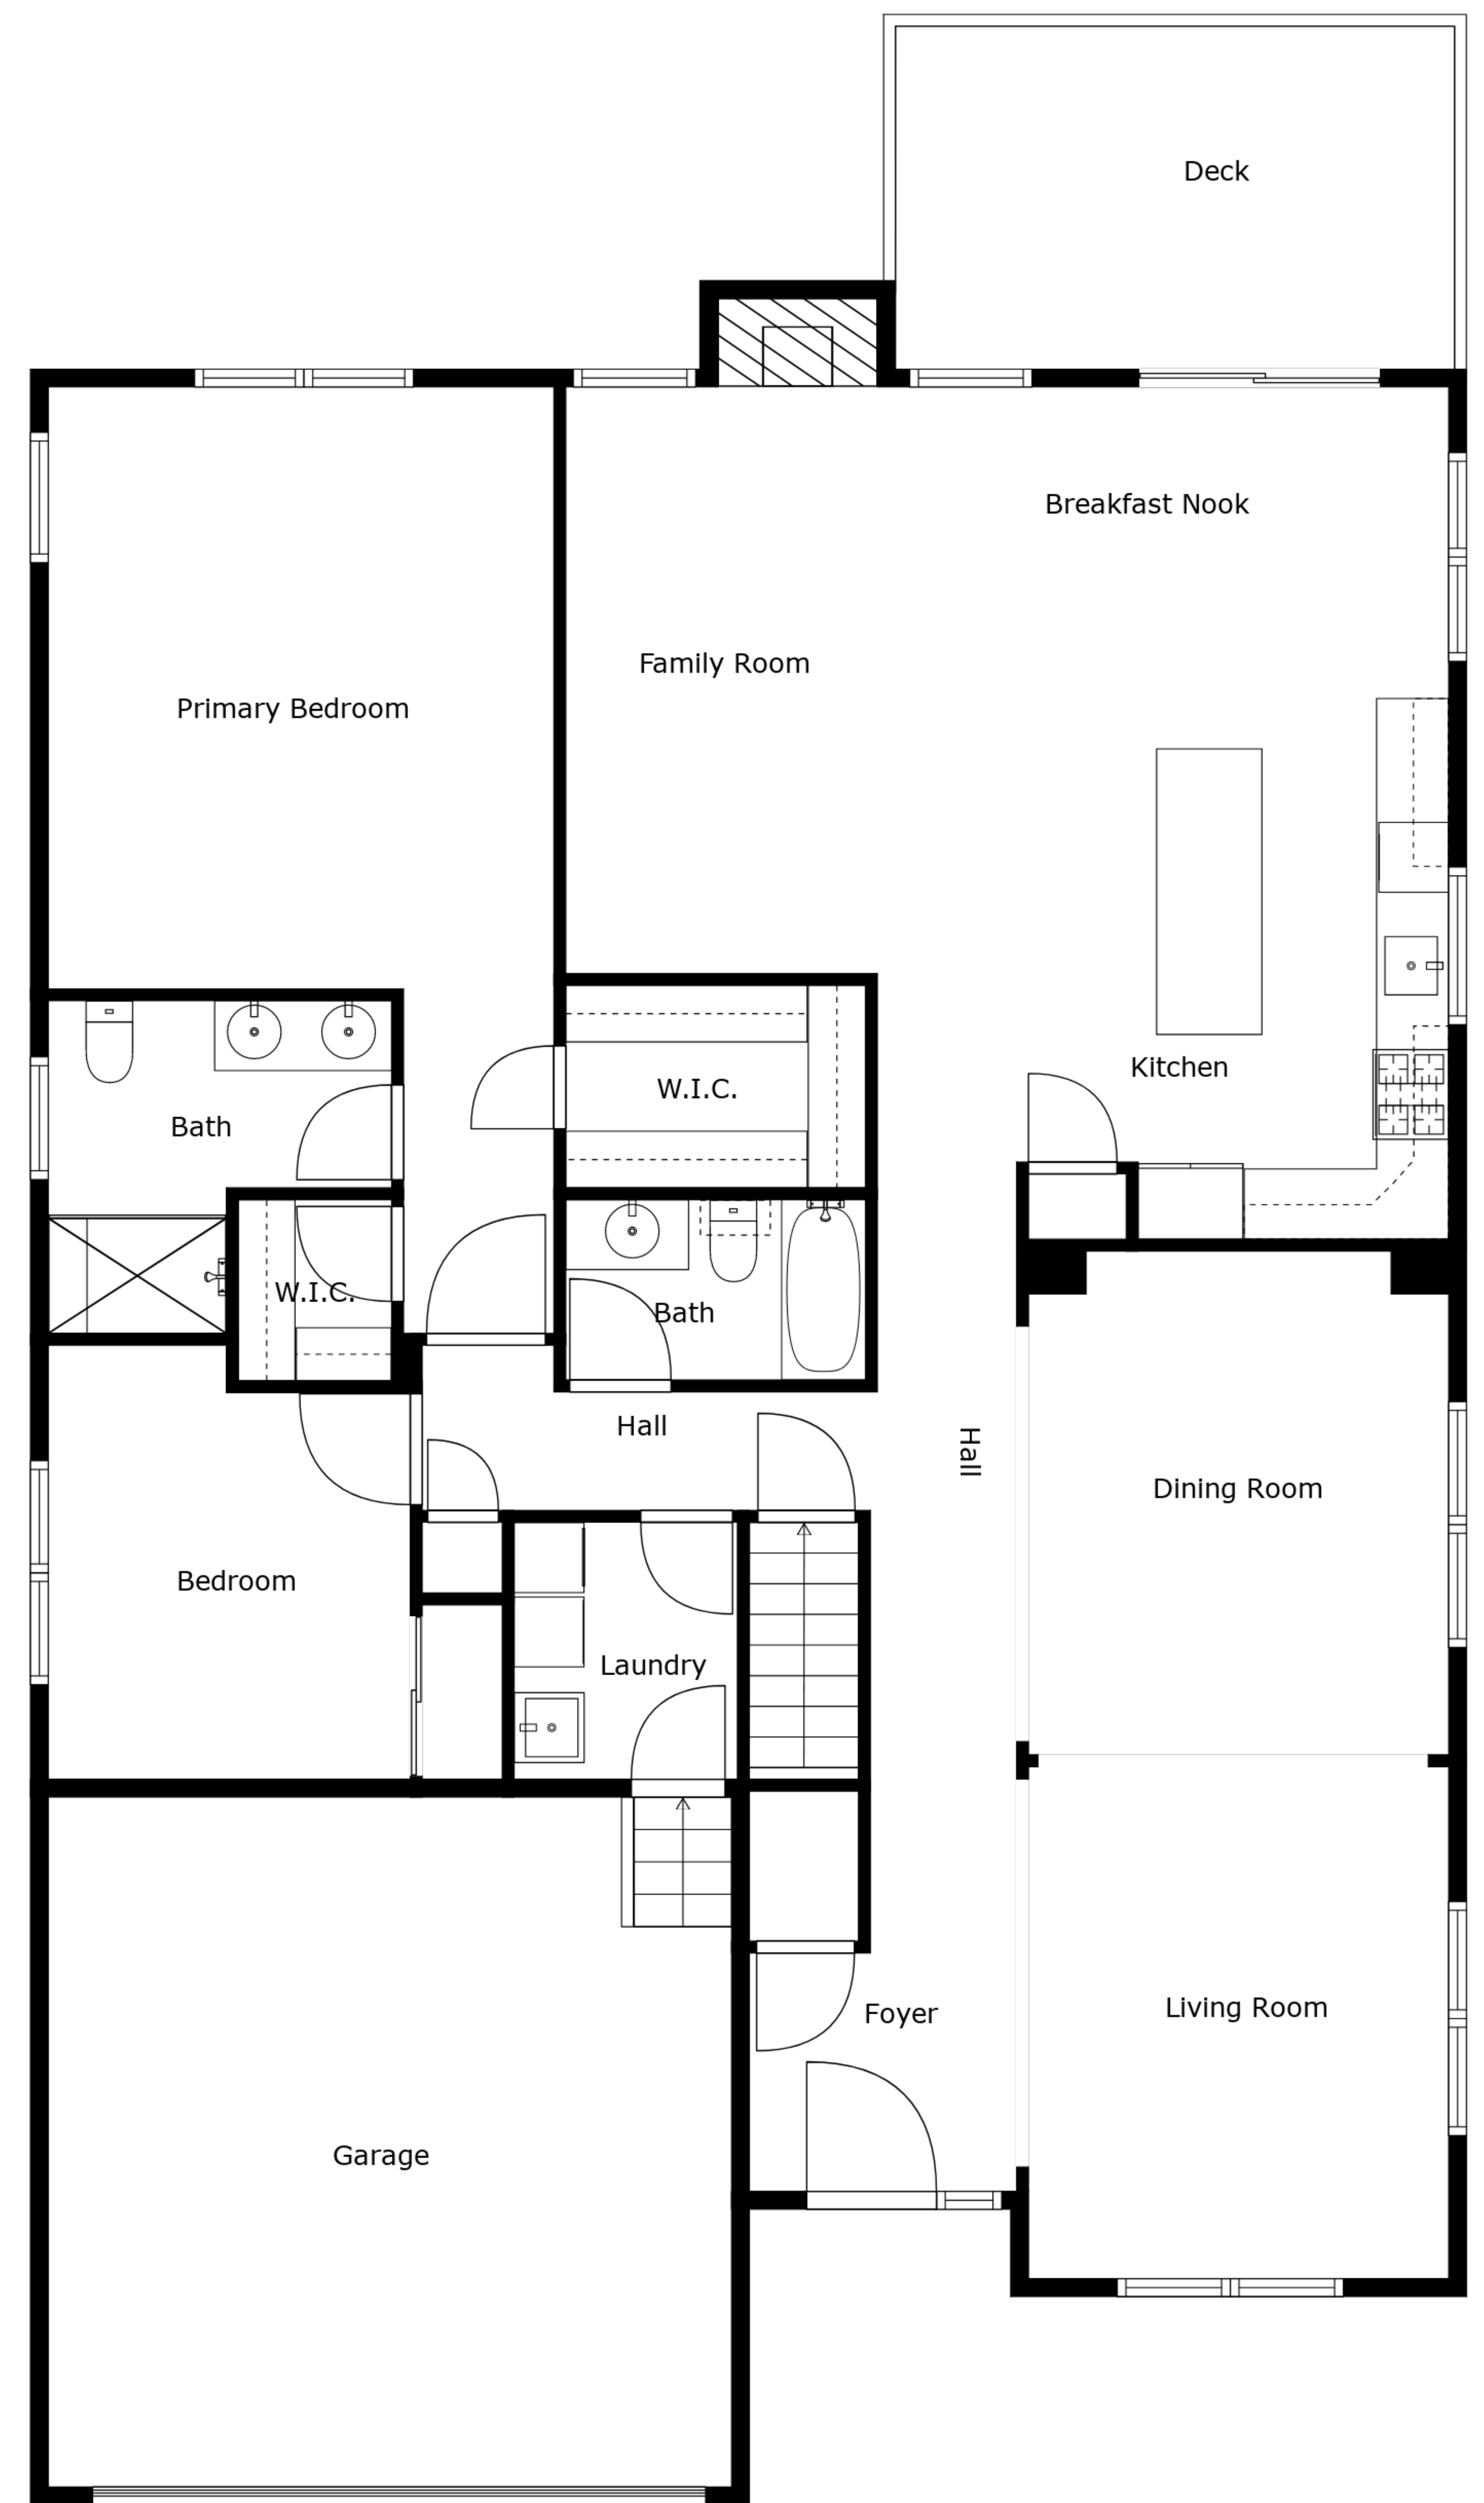 Deck
Breakfast Nook
Family Room
Primary Bedroom
Kitchen
W.I.C.
Bath
W.I.C.
Bath
Hall
Hall
Dining Room
Bedroom
Laundry
Living Room
Foyer
Garage